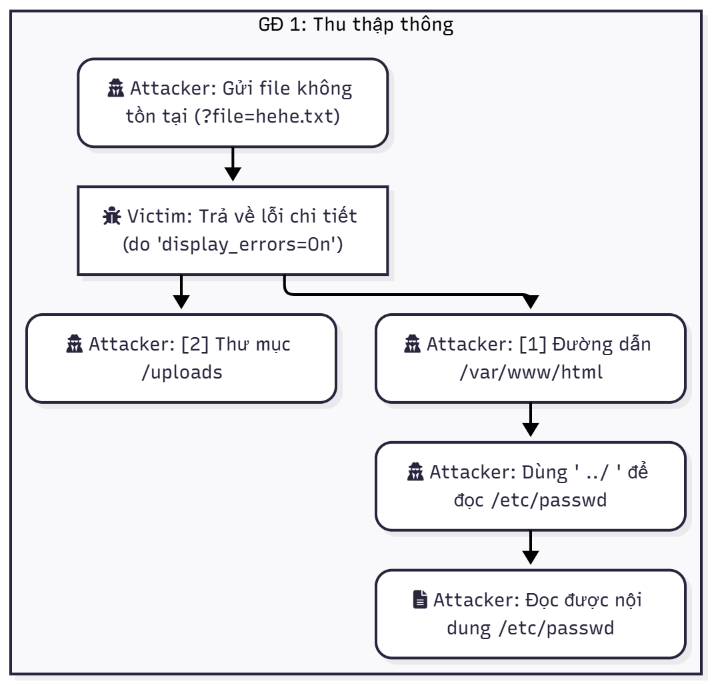 GĐ 1: Thu thập thông
Attacker: Gửi file không
tồn tại (?file=hehe.txt)
Victim: Trả về lỗi chi tiết
(do 'display_errors=On')
Attacker: [2] Thư mục
/uploads
Attacker: [1] Đường dẫn
/var/www/html
Attacker: Dùng ' ../ ' để
đọc /etc/passwd
Attacker: Đọc được nội
dung /etc/passwd